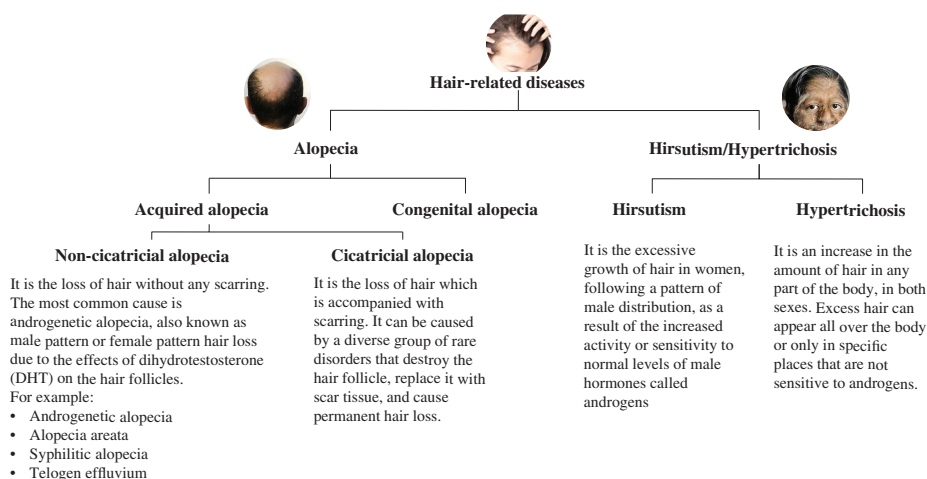 Hair-related diseases
Alopecia
Hirsutism/Hypertrichosis
Acquired alopecia
Congenital alopecia
Hirsutism
Hypertrichosis
Non-cicatricial alopecia
It is the loss of hair without any scarring.
The most common cause is
androgenetic alopecia, also known as
male pattern or female pattern hair loss
due to the effects of dihydrotestosterone
(DHT) on the hair follicles.
For example:
• Androgenetic alopecia
• Alopecia areata
• Syphilitic alopecia
• Telogen effluvium
Cicatricial alopecia
It is the loss of hair which
is accompanied with
scarring. It can be caused
by a diverse group of rare
disorders that destroy the
hair follicle, replace it with
scar tissue, and cause
permanent hair loss.
It is the excessive
growth of hair in women,
following a pattern of
male distribution, as a
result of the increased
activity or sensitivity to
normal levels of male
hormones called
androgens
It is an increase in the
amount of hair in any
part of the body, in both
sexes. Excess hair can
appear all over the body
or only in specific
places that are not
sensitive to androgens.